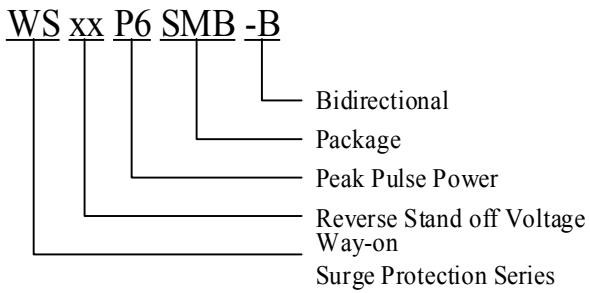 WS xx P6 SMB -B
Bidirectional
Package
Peak Pulse Power
Reverse Stand off Voltage
Way-on
Surge Protection Series